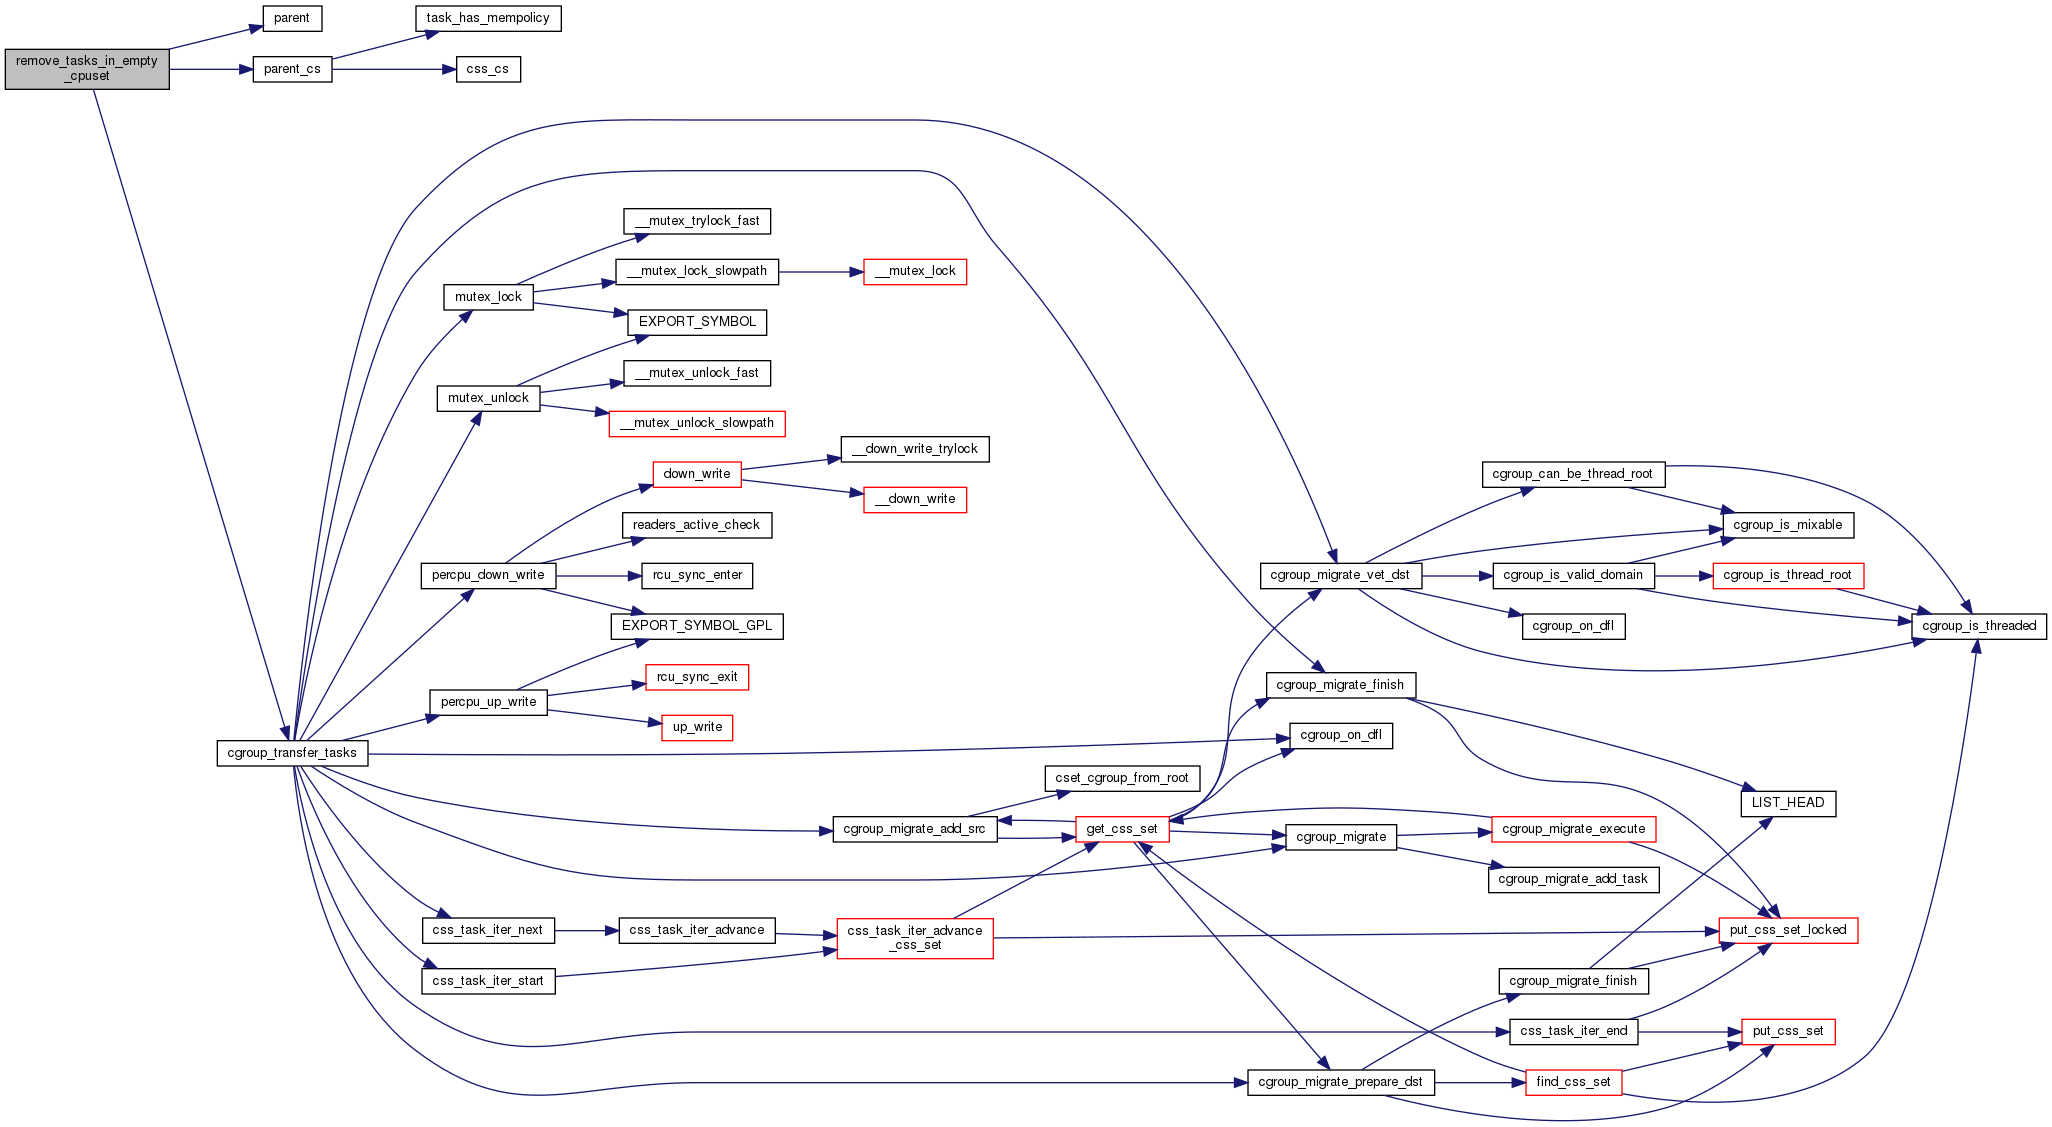 parent
task_has_mempolicy
remove_tasks_in_empty
_cpuset
parent_cs
css_cs
__mutex_trylock_fast
__mutex_lock_slowpath
__mutex_lock
mutex_lock
EXPORT_SYMBOL
__mutex_unlock_fast
mutex_unlock
__mutex_unlock_slowpath
__down_write_trylock
down_write
__down_write
readers_active_check
percpu_down_write
rcu_sync_enter
EXPORT_SYMBOL_GPL
rcu_sync_exit
percpu_up_write
up_write
cgroup_transfer_tasks
cgroup_can_be_thread_root
cgroup_is_mixable
cgroup_migrate_vet_dst
cgroup_is_valid_domain
cgroup_is_thread_root
cgroup_on_dfl
cgroup_is_threaded
cgroup_migrate_finish
cgroup_on_dfl
cset_cgroup_from_root
LIST_HEAD
cgroup_migrate_add_src
get_css_set
cgroup_migrate
cgroup_migrate_execute
cgroup_migrate_add_task
css_task_iter_next
css_task_iter_advance
css_task_iter_advance
_css_set
put_css_set_locked
css_task_iter_start
cgroup_migrate_finish
css_task_iter_end
put_css_set
cgroup_migrate_prepare_dst
find_css_set